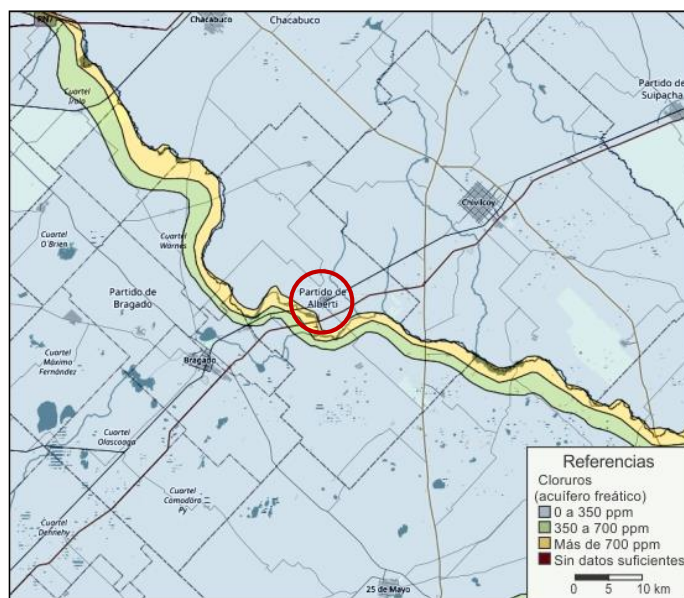 RN7
Chacabuco
Chacabuco
Partido de
Suipacha
Cuartel
Irala
Chivilcoy
Cuartel
O'Brien
Cuartel
Warnes
Partido de
Bragado
Partido de
Alberti
Cuartel
Máximo
Fernández
Bragado
Cuartel
Olascoaga
Cuartel
Comodoro
Py
Cuartel
Dennehy
25 de Mayo
Referencias
Cloruros
(acuífero freático)
0 a 350 ppm
350 a 700 ppm
Más de 700 ppm
Sin datos suficientes
0 5 10 km